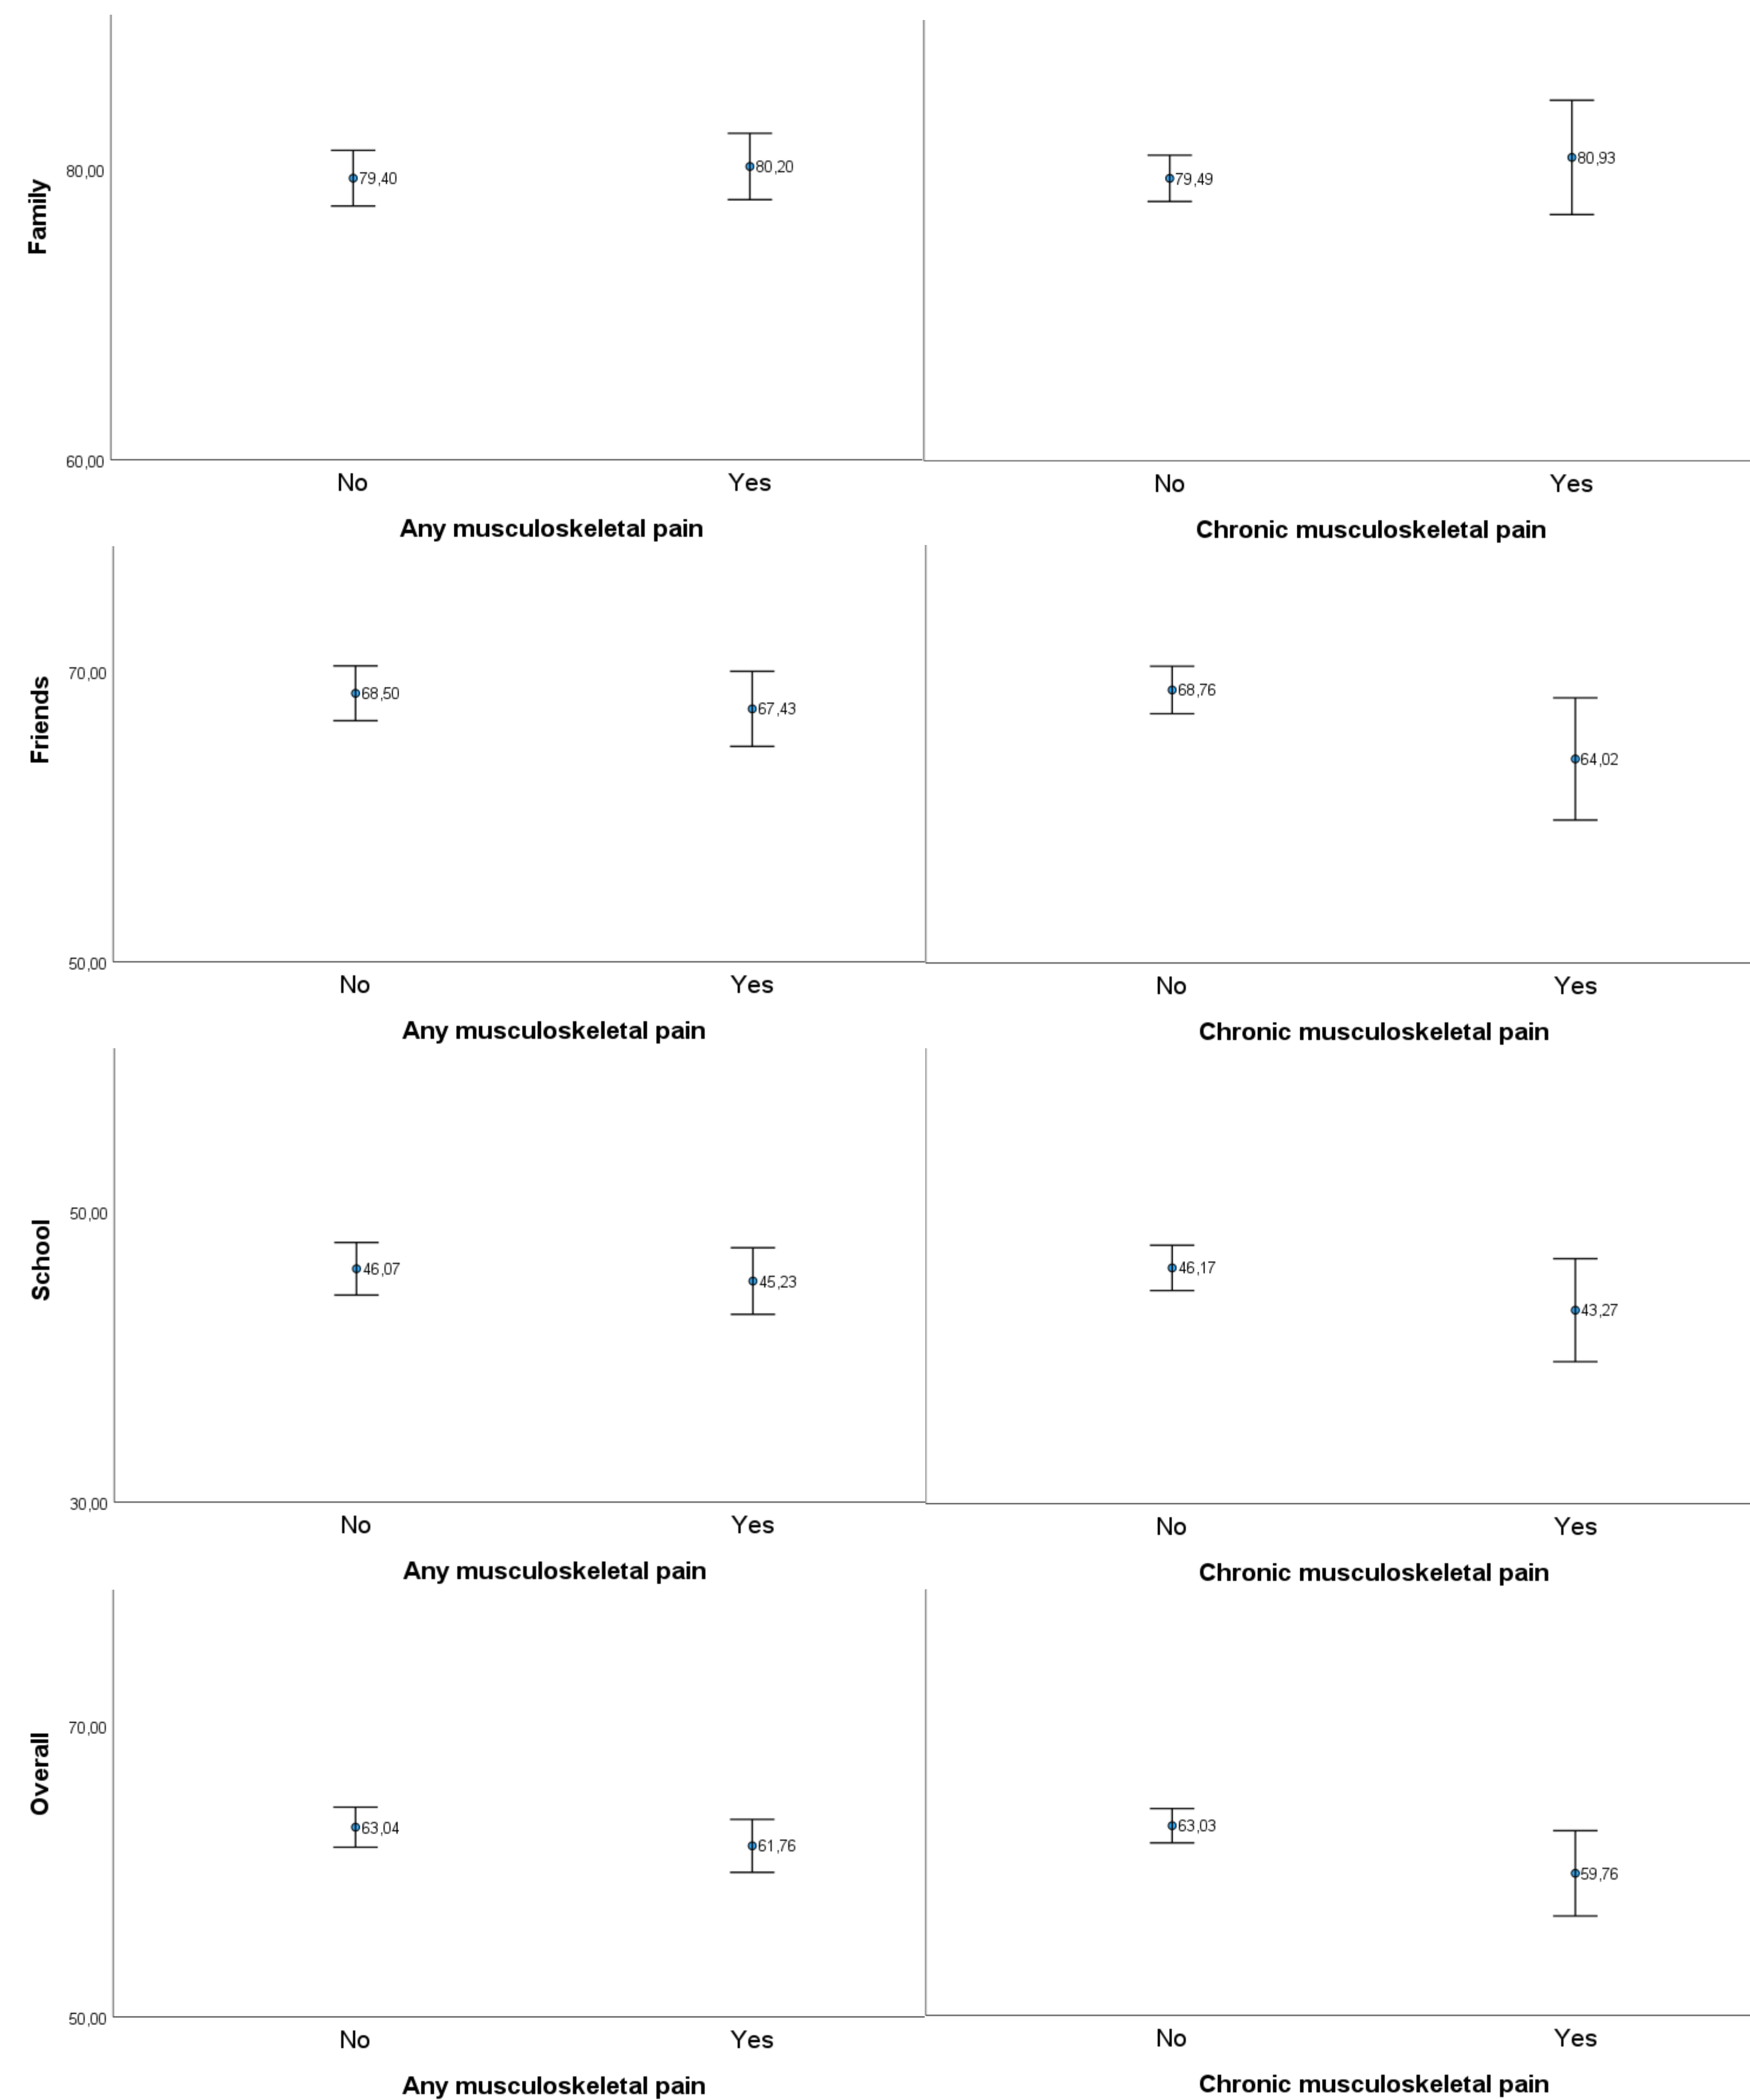 Family
80,00
60,00
79,40
80,20
79,49
80,93
No
Yes
No
Yes
Any musculoskeletal pain
Chronic musculoskeletal pain
Friends
70,00
50,00
68,50
67,43
68,76
64,02
No
Yes
No
Yes
Any musculoskeletal pain
Chronic musculoskeletal pain
School
50,00
30,00
46,07
45,23
46,17
43,27
No
Yes
No
Yes
Any musculoskeletal pain
Chronic musculoskeletal pain
Overall
70,00
50,00
63,04
61,76
63,03
59,76
No
Yes
No
Yes
Any musculoskeletal pain
Chronic musculoskeletal pain